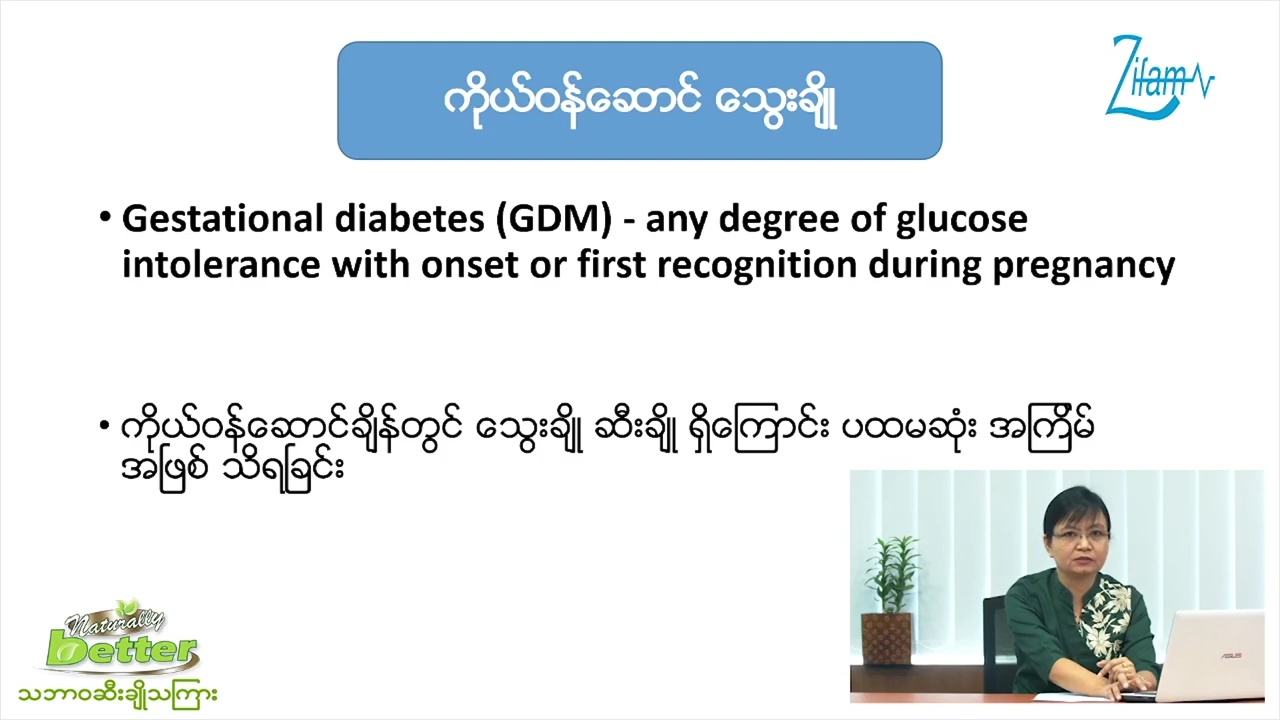 ကိုယ်ဝန်ဆောင် သွေးချို
Zifam
• Gestational diabetes (GDM) - any degree of glucose
intolerance with onset or first recognition during pregnancy
• ကိုယ်ဝန်ဆောင်ချိန်တွင် သွေးချို ဆီးချို ရှိကြောင်း ပထမဆုံး အကြိမ်
အဖြစ် သိရခြင်း
Naturally
better
သဘာဝဆီးချိုသကြား
ASUS